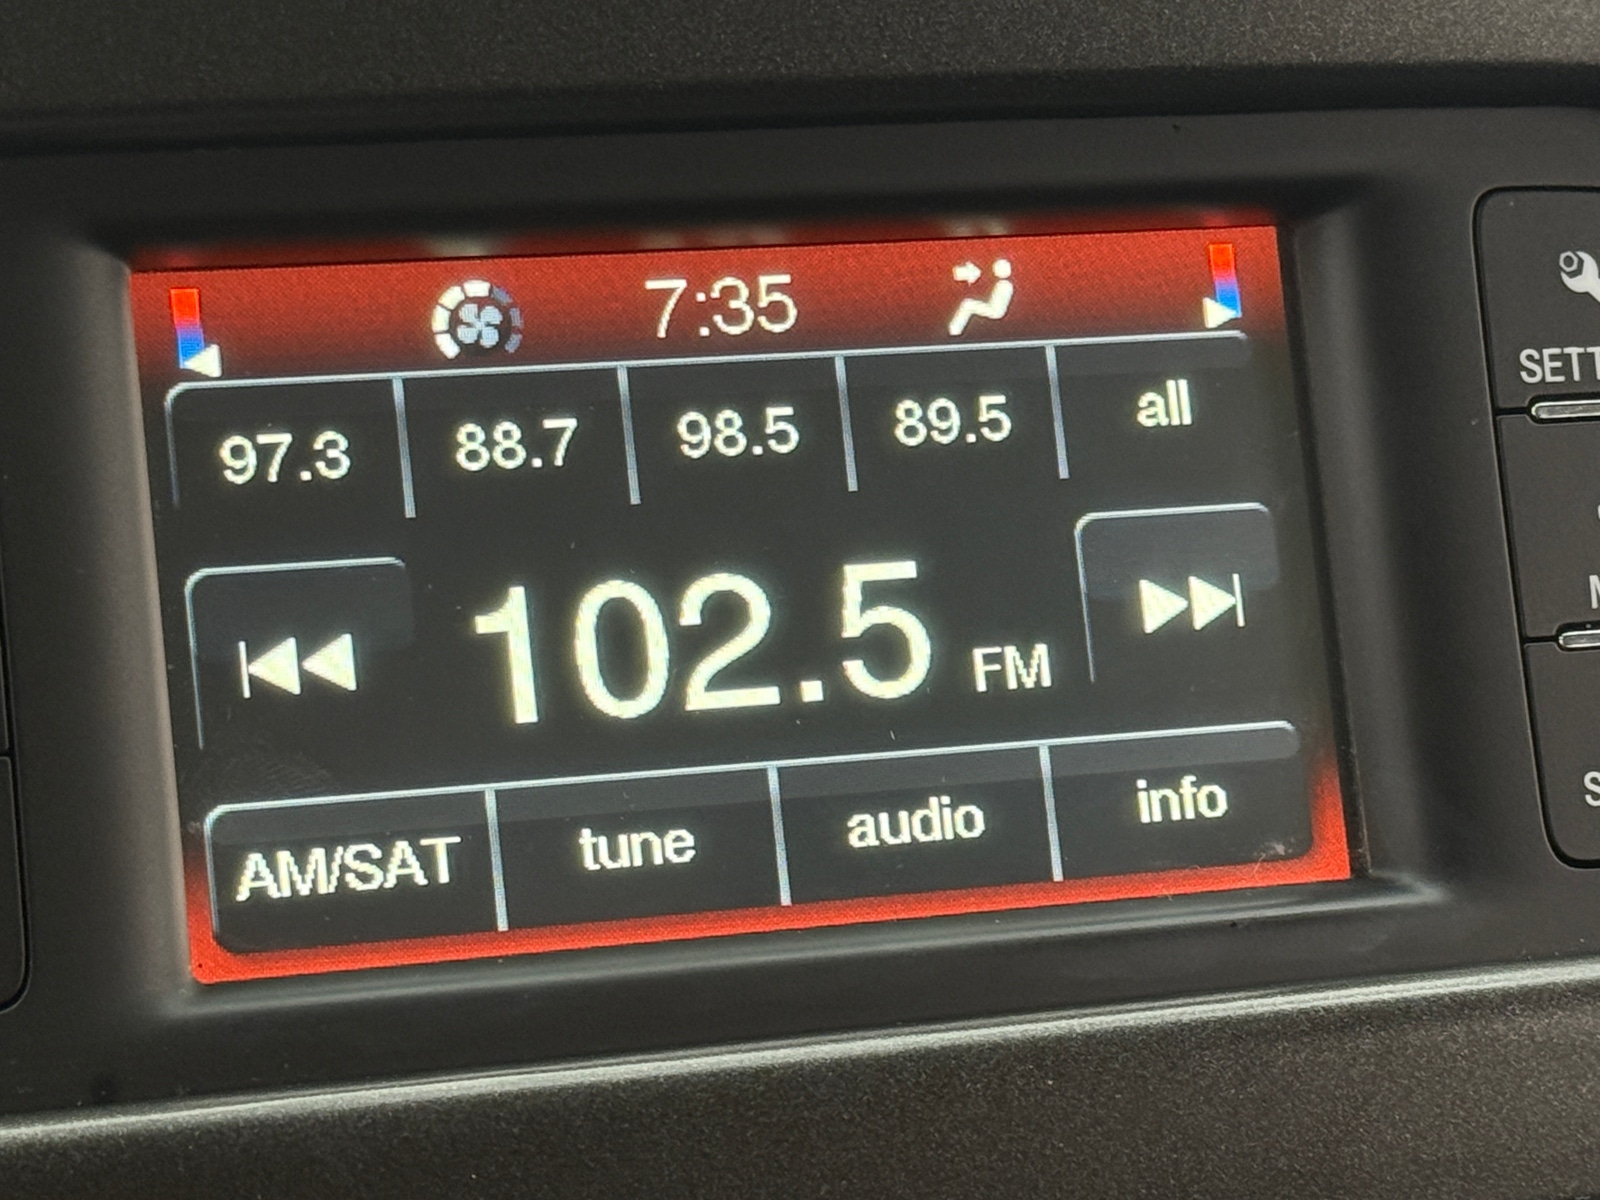 7:35
97.3 88.7 98.5 89.5 all
102.5 FM
AM/SAT tune audio info
SETT
M
S